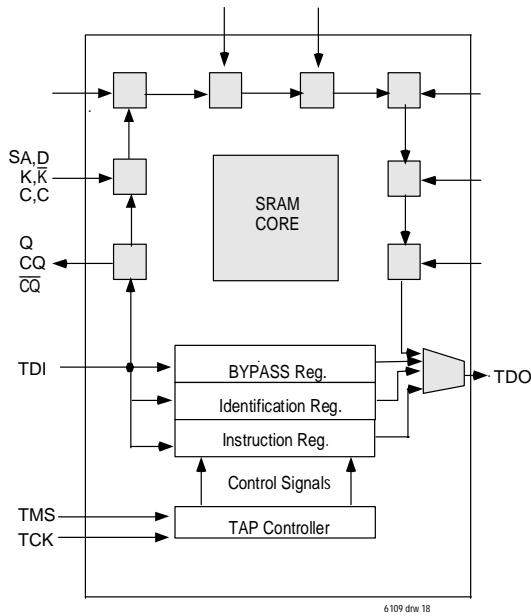 SA,D
K,K̅
C,C
SRAM
CORE
Q
CQ
C̅Q̅
TDI
BYPASS Reg.
TDO
Identification Reg.
Instruction Reg.
Control Signals
TMS
TAP Controller
TCK
6109 drw 18